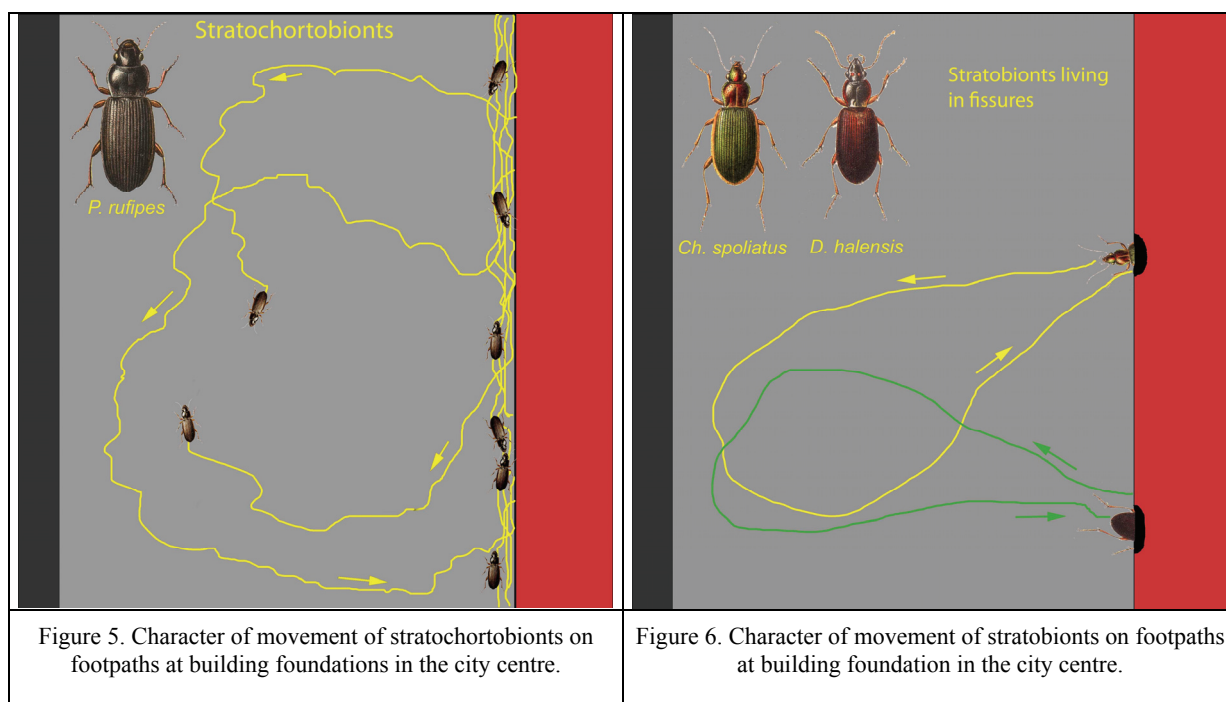 Stratochortobionts
P. rufipes
Figure 5. Character of movement of stratochortobionts on
footpaths at building foundations in the city centre.
Stratobionts living
in fissures
Ch. spoliatus
D. halensis
Figure 6. Character of movement of stratobionts on footpaths
at building foundation in the city centre.